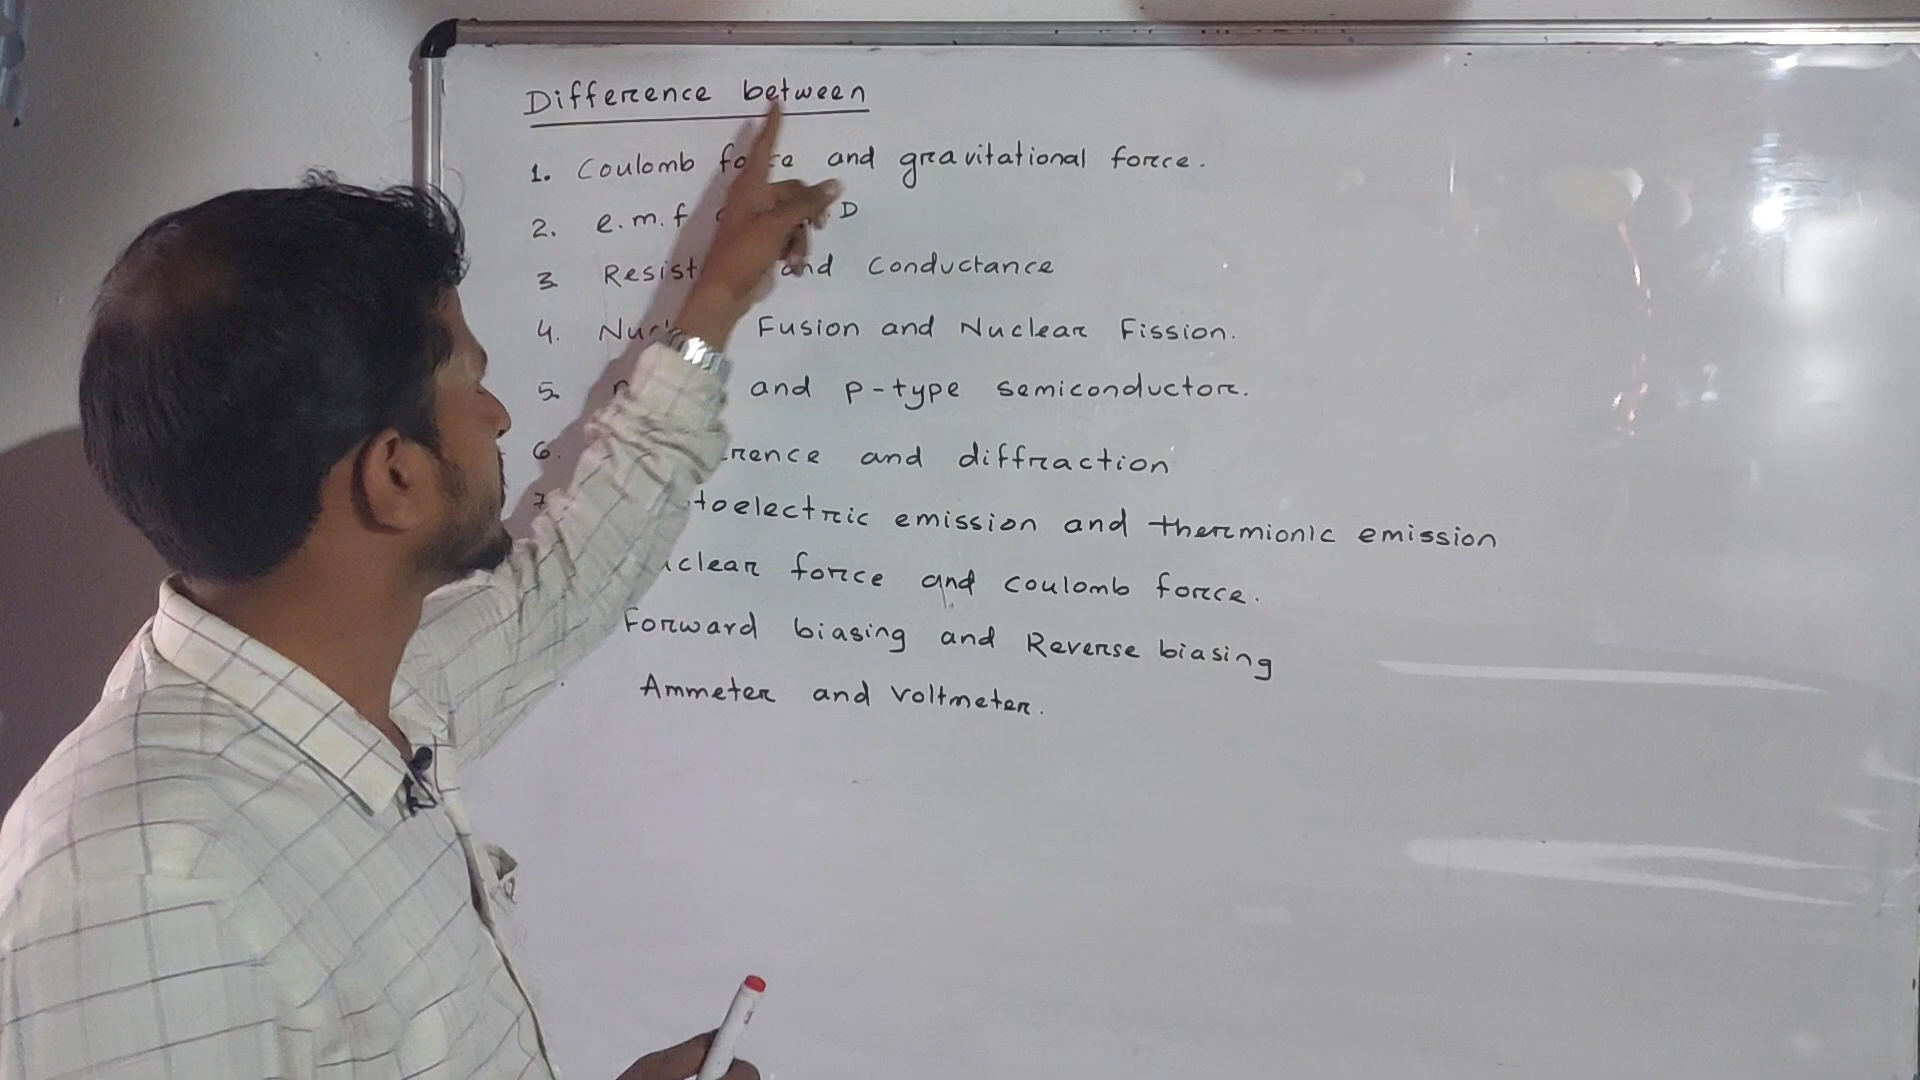 Difference between
1. Coulomb force and gravitational force.
2. e.m.f D
3 and Conductance
4. Fusion and Nuclear Fission.
5. and p-type semiconductor.
6. and diffraction
7 emission and thermionic emission
force and coulomb force.
Forward biasing and Reverse biasing
Ammeter and voltmeter.